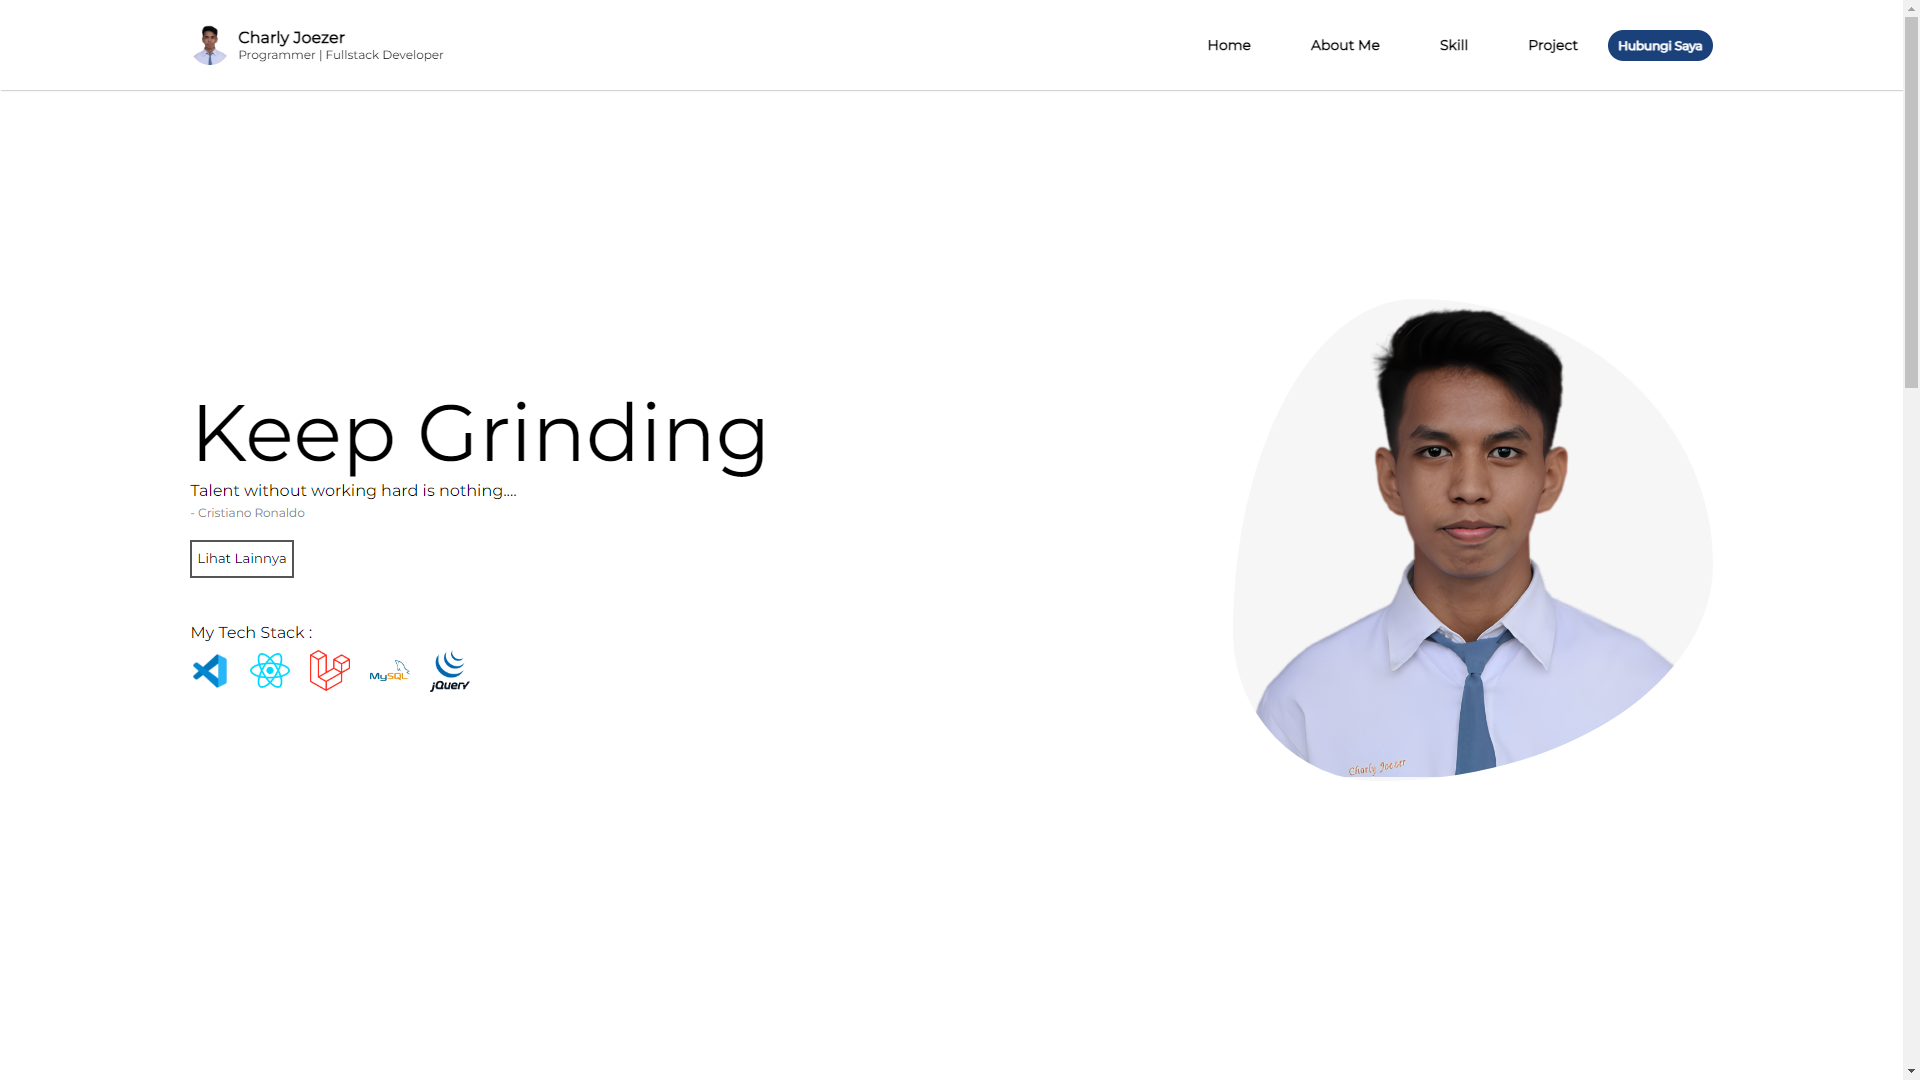 Charly Joezer
Programmer | Fullstack Developer
Home
About Me
Skill
Project
Hubungi Saya
Keep Grinding
Talent without working hard is nothing....
- Cristiano Ronaldo
Lihat Lainnya
My Tech Stack :
MySQL
jQuery
Charly Joezer